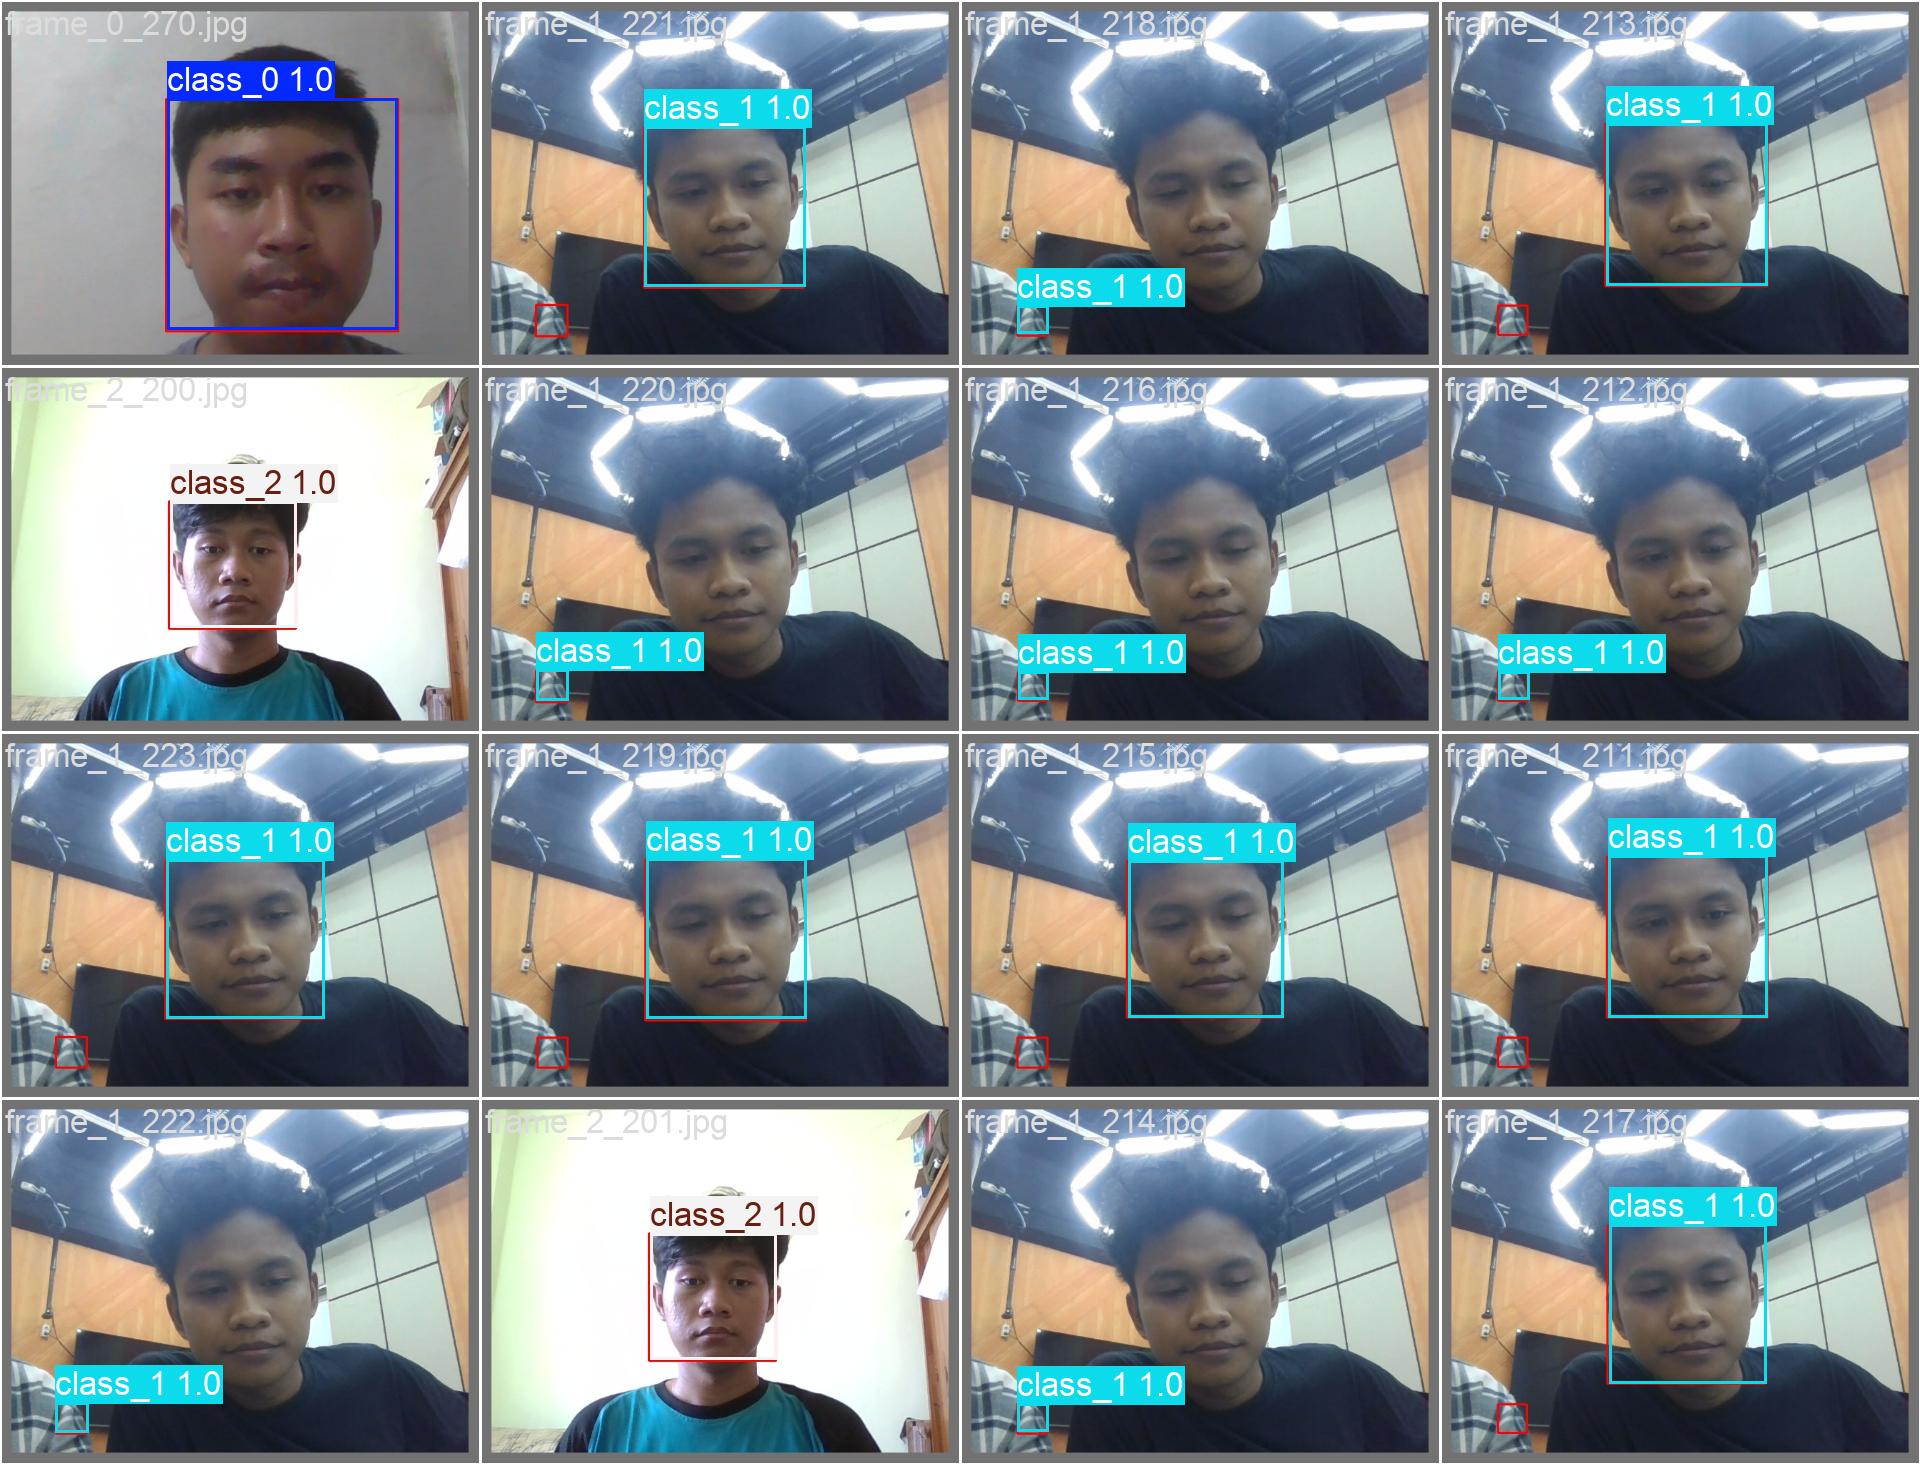 frame_0_270.jpg
class_0 1.0
frame_1_221.jpg
class_1 1.0
frame_1_218.jpg
class_1 1.0
frame_1_213.jpg
class_1 1.0
frame_2_200.jpg
class_2 1.0
frame_1_220.jpg
class_1 1.0
frame_1_216.jpg
class_1 1.0
frame_1_212.jpg
class_1 1.0
frame_1_223.jpg
class_1 1.0
frame_1_219.jpg
class_1 1.0
frame_1_215.jpg
class_1 1.0
frame_1_211.jpg
class_1 1.0
frame_1_222.jpg
class_1 1.0
frame_2_201.jpg
class_2 1.0
frame_1_214.jpg
class_1 1.0
frame_1_217.jpg
class_1 1.0